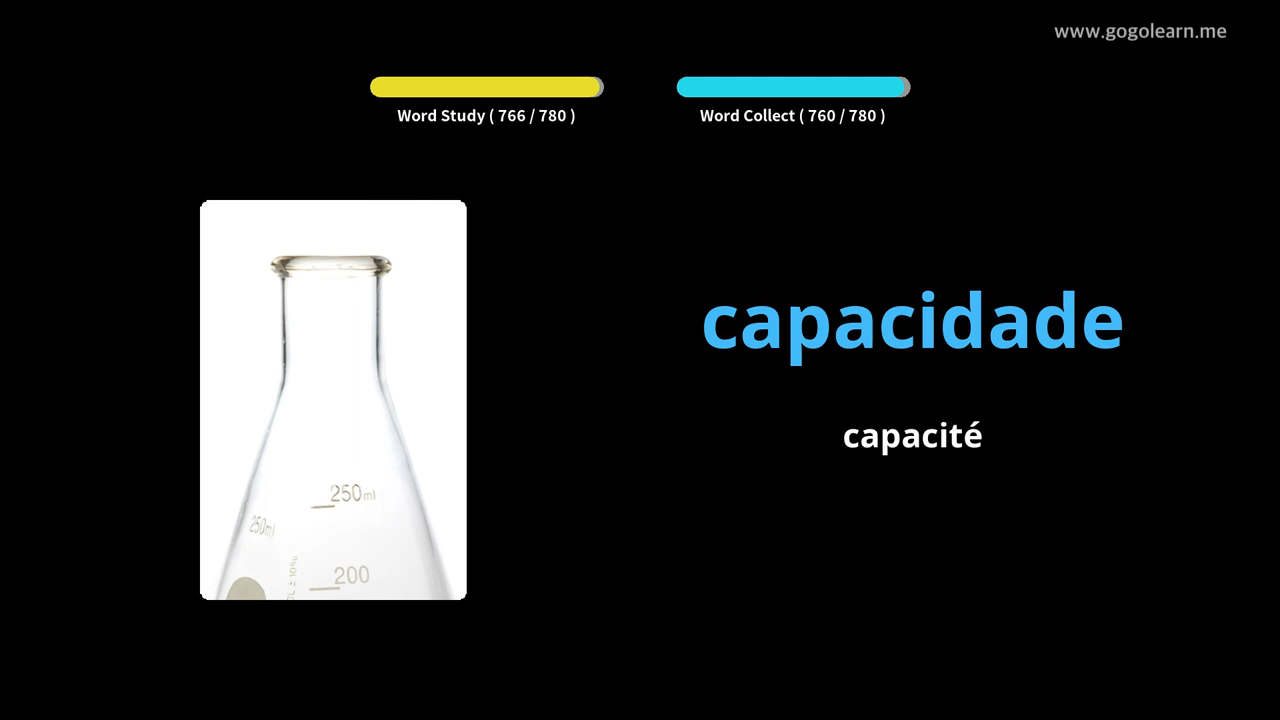 www.gogolearn.me
Word Study ( 766 / 780 )
Word Collect ( 760 / 780 )
capacidade
capacité
250ml
250ml
200